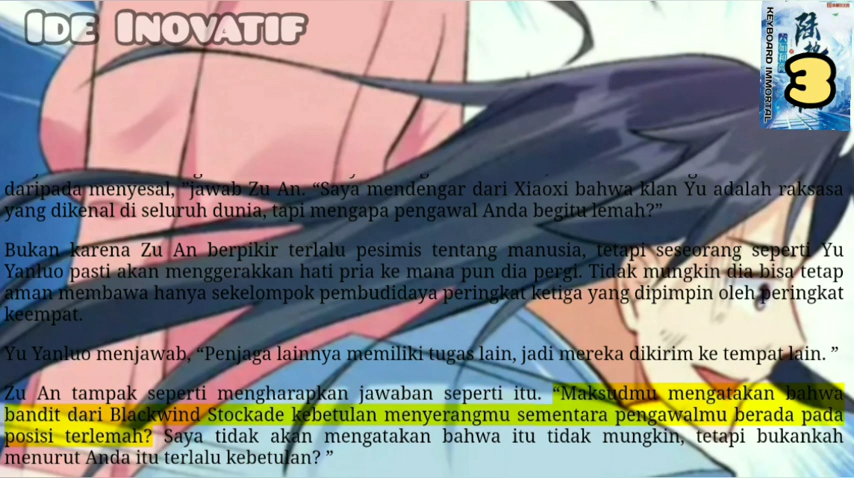 IDE INOVATIF
KEYBOARD IMMORTAL
3
daripada menyesal, ”jawab Zu An. “Saya mendengar dari Xiaoxi bahwa klan Yu adalah raksasa
yang dikenal di seluruh dunia, tapi mengapa pengawal Anda begitu lemah?”
Bukan karena Zu An berpikir terlalu pesimis tentang manusia, tetapi seseorang seperti Yu
Yanluo pasti akan menggerakkan hati pria ke mana pun dia pergi. Tidak mungkin dia bisa tetap
aman membawa hanya sekelompok pembudidaya peringkat ketiga yang dipimpin oleh peringkat
keempat.
Yu Yanluo menjawab, “Penjaga lainnya memiliki tugas lain, jadi mereka dikirim ke tempat lain. ”
Zu An tampak seperti mengharapkan jawaban seperti itu. “Maksudmu mengatakan bahwa
bandit dari Blackwind Stockade kebetulan menyerangmu sementara pengawalmu berada pada
posisi terlemah? Saya tidak akan mengatakan bahwa itu tidak mungkin, tetapi bukankah
menurut Anda itu terlalu kebetulan? ”